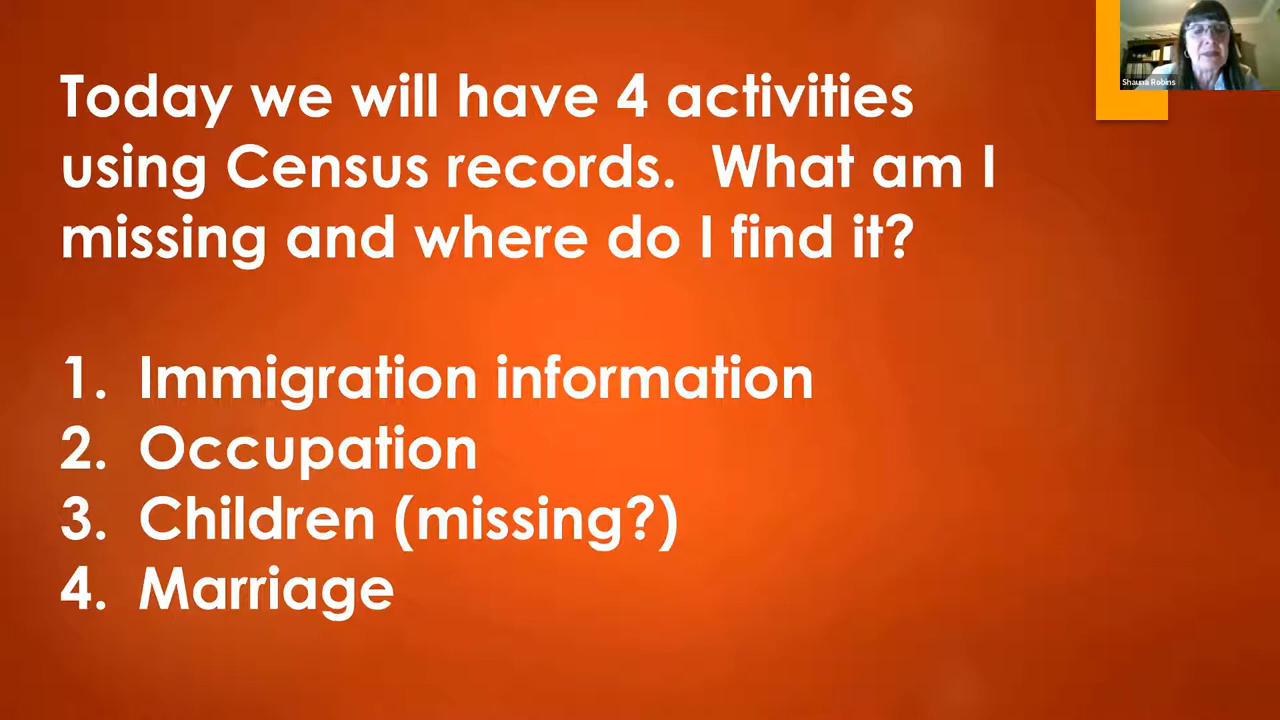 Today we will have 4 activities
using Census records.  What am I
missing and where do I find it?
1. Immigration information
2. Occupation
3. Children (missing?)
4. Marriage
Shauna Robins